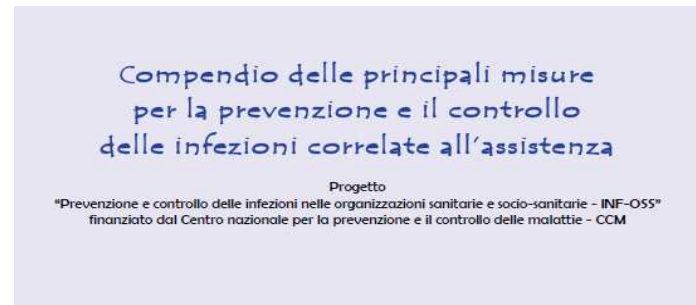 Compendio delle principali misure
per la prevenzione e il controllo
delle infezioni correlate all'assistenza
Progetto
"Prevenzione e controllo delle infezioni nelle organizzazioni sanitarie e socio-sanitarie - INF-OSS"
finanziato dal Centro nazionale per la prevenzione e il controllo delle malattie - CCM